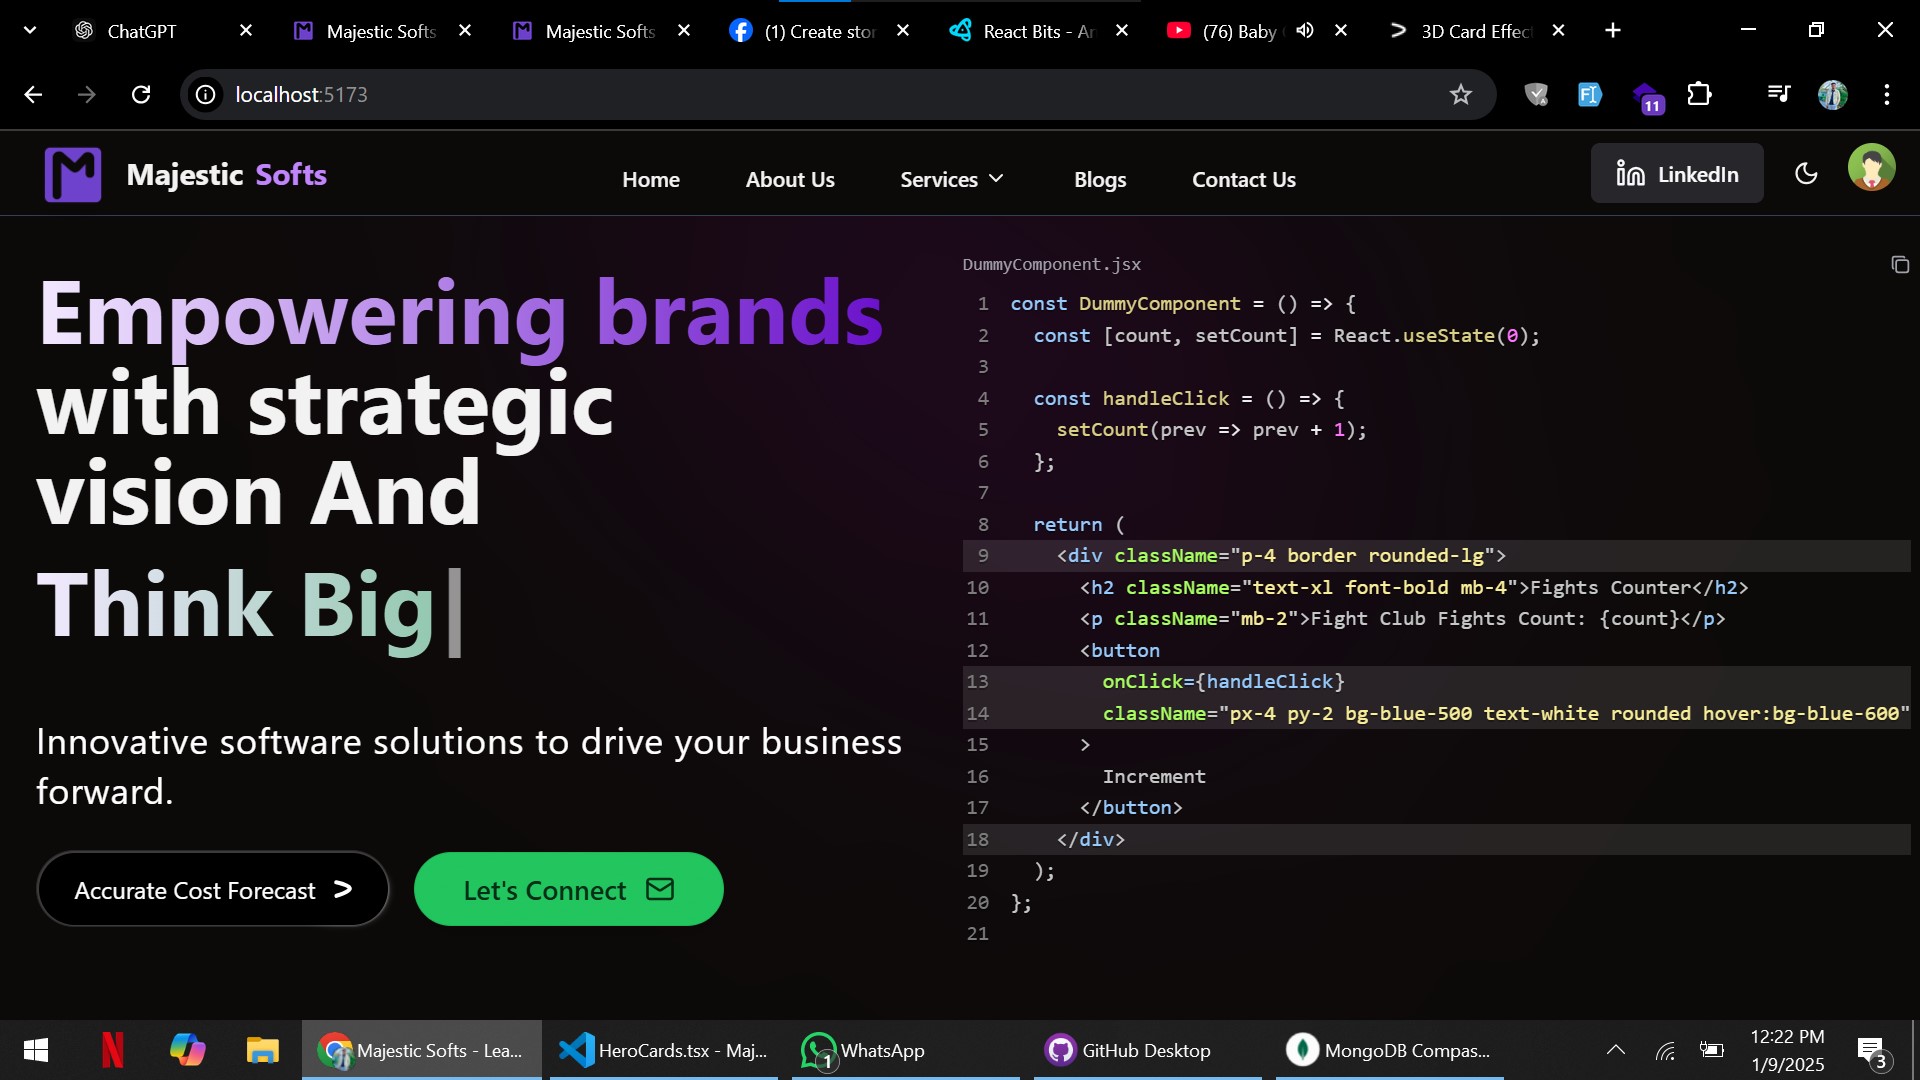 ChatGPT
Majestic Softs
Majestic Softs
(1) Create stor
React Bits - An
(76) Baby
3D Card Effect
localhost:5173
11
Majestic Softs
Home
About Us
Services
Blogs
Contact Us
LinkedIn
Empowering brands
with strategic
vision And
Think Big|
Innovative software solutions to drive your business
forward.
Accurate Cost Forecast >
Let's Connect
DummyComponent.jsx
1 const DummyComponent = () => {
2 const [count, setCount] = React.useState(0);
3
4 const handleClick = () => {
5 setCount(prev => prev + 1);
6 };
7
8 return (
9 <div className="p-4 border rounded-lg">
10 <h2 className="text-xl font-bold mb-4">Fights Counter</h2>
11 <p className="mb-2">Fight Club Fights Count: {count}</p>
12 <button
13 onClick={handleClick}
14 className="px-4 py-2 bg-blue-500 text-white rounded hover:bg-blue-600"
15 >
16 Increment
17 </button>
18 </div>
19 );
20 };
21
Majestic Softs - Lea...
HeroCards.tsx - Maj...
1
WhatsApp
GitHub Desktop
MongoDB Compas...
12:22 PM
1/9/2025
3